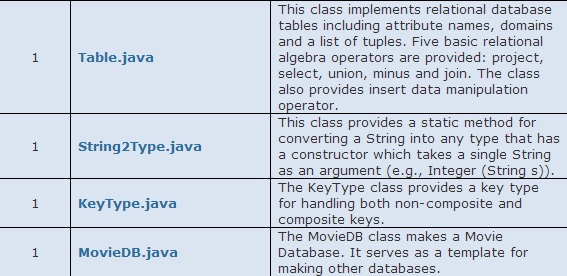 This class implements relational database
tables including attribute names, domains
and a list of tuples. Five basic relational
1 Table.java algebra operators are provided: project,
select, union, minus and join. The class
also provides insert data manipulation
operator.
This class provides a static method for
1 String2Type.java converting a String into any type that has
a constructor which takes a single String
as an argument (e.g., Integer (String s)).
The KeyType class provides a key type
1 KeyType.java for handling both non-composite and
composite keys.
The MovieDB class makes a Movie
1 MovieDB.java Database. It serves as a template for
making other databases.